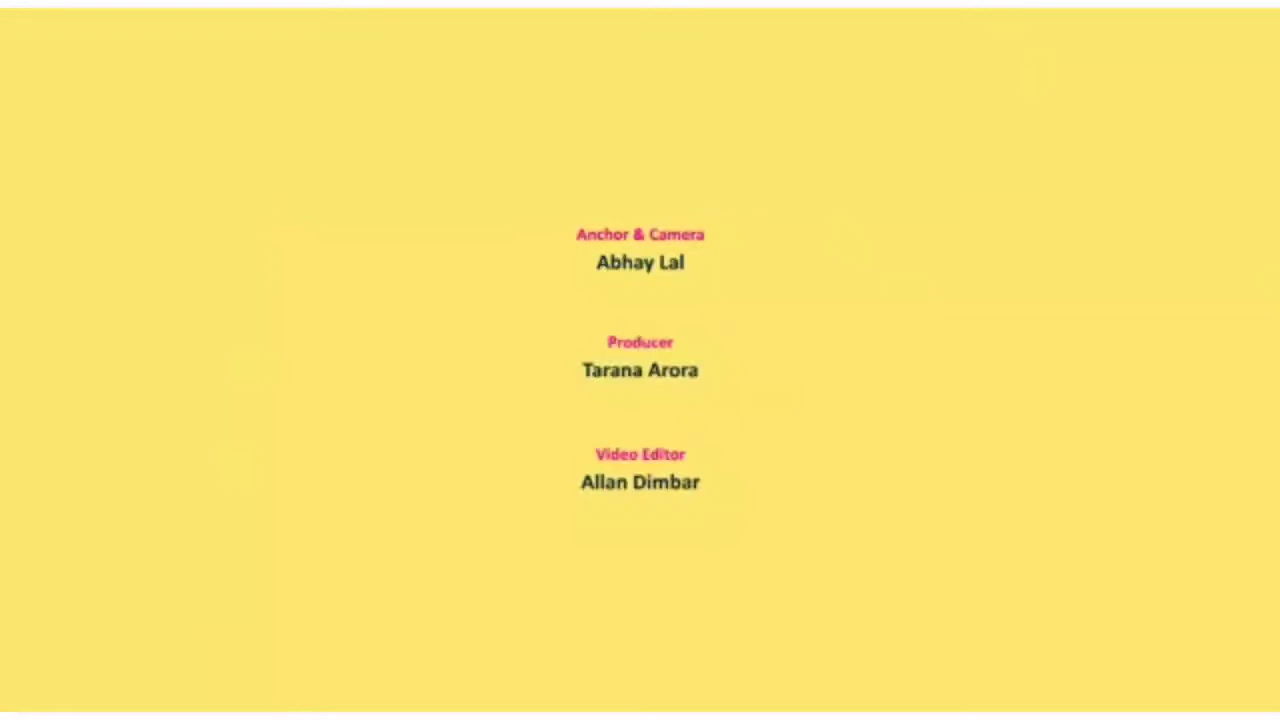 Anchor & Camera
Abhay Lal
Producer
Tarana Arora
Video Editor
Allan Dimbar